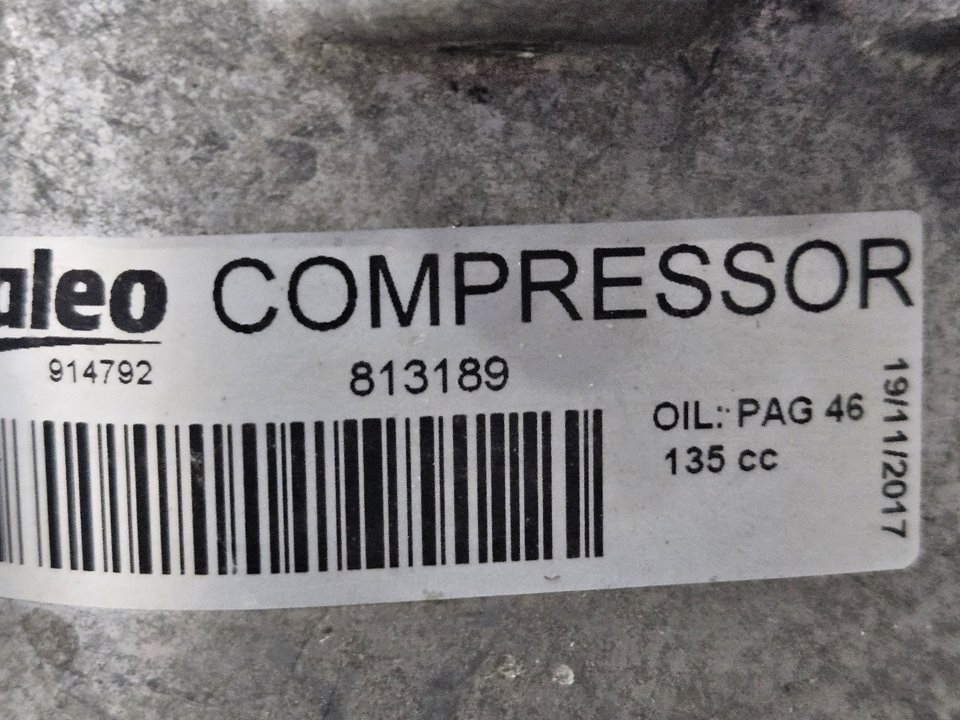 aleo COMPRESSOR
914792
813189
OIL: PAG 46
135 cc
19/11/2017